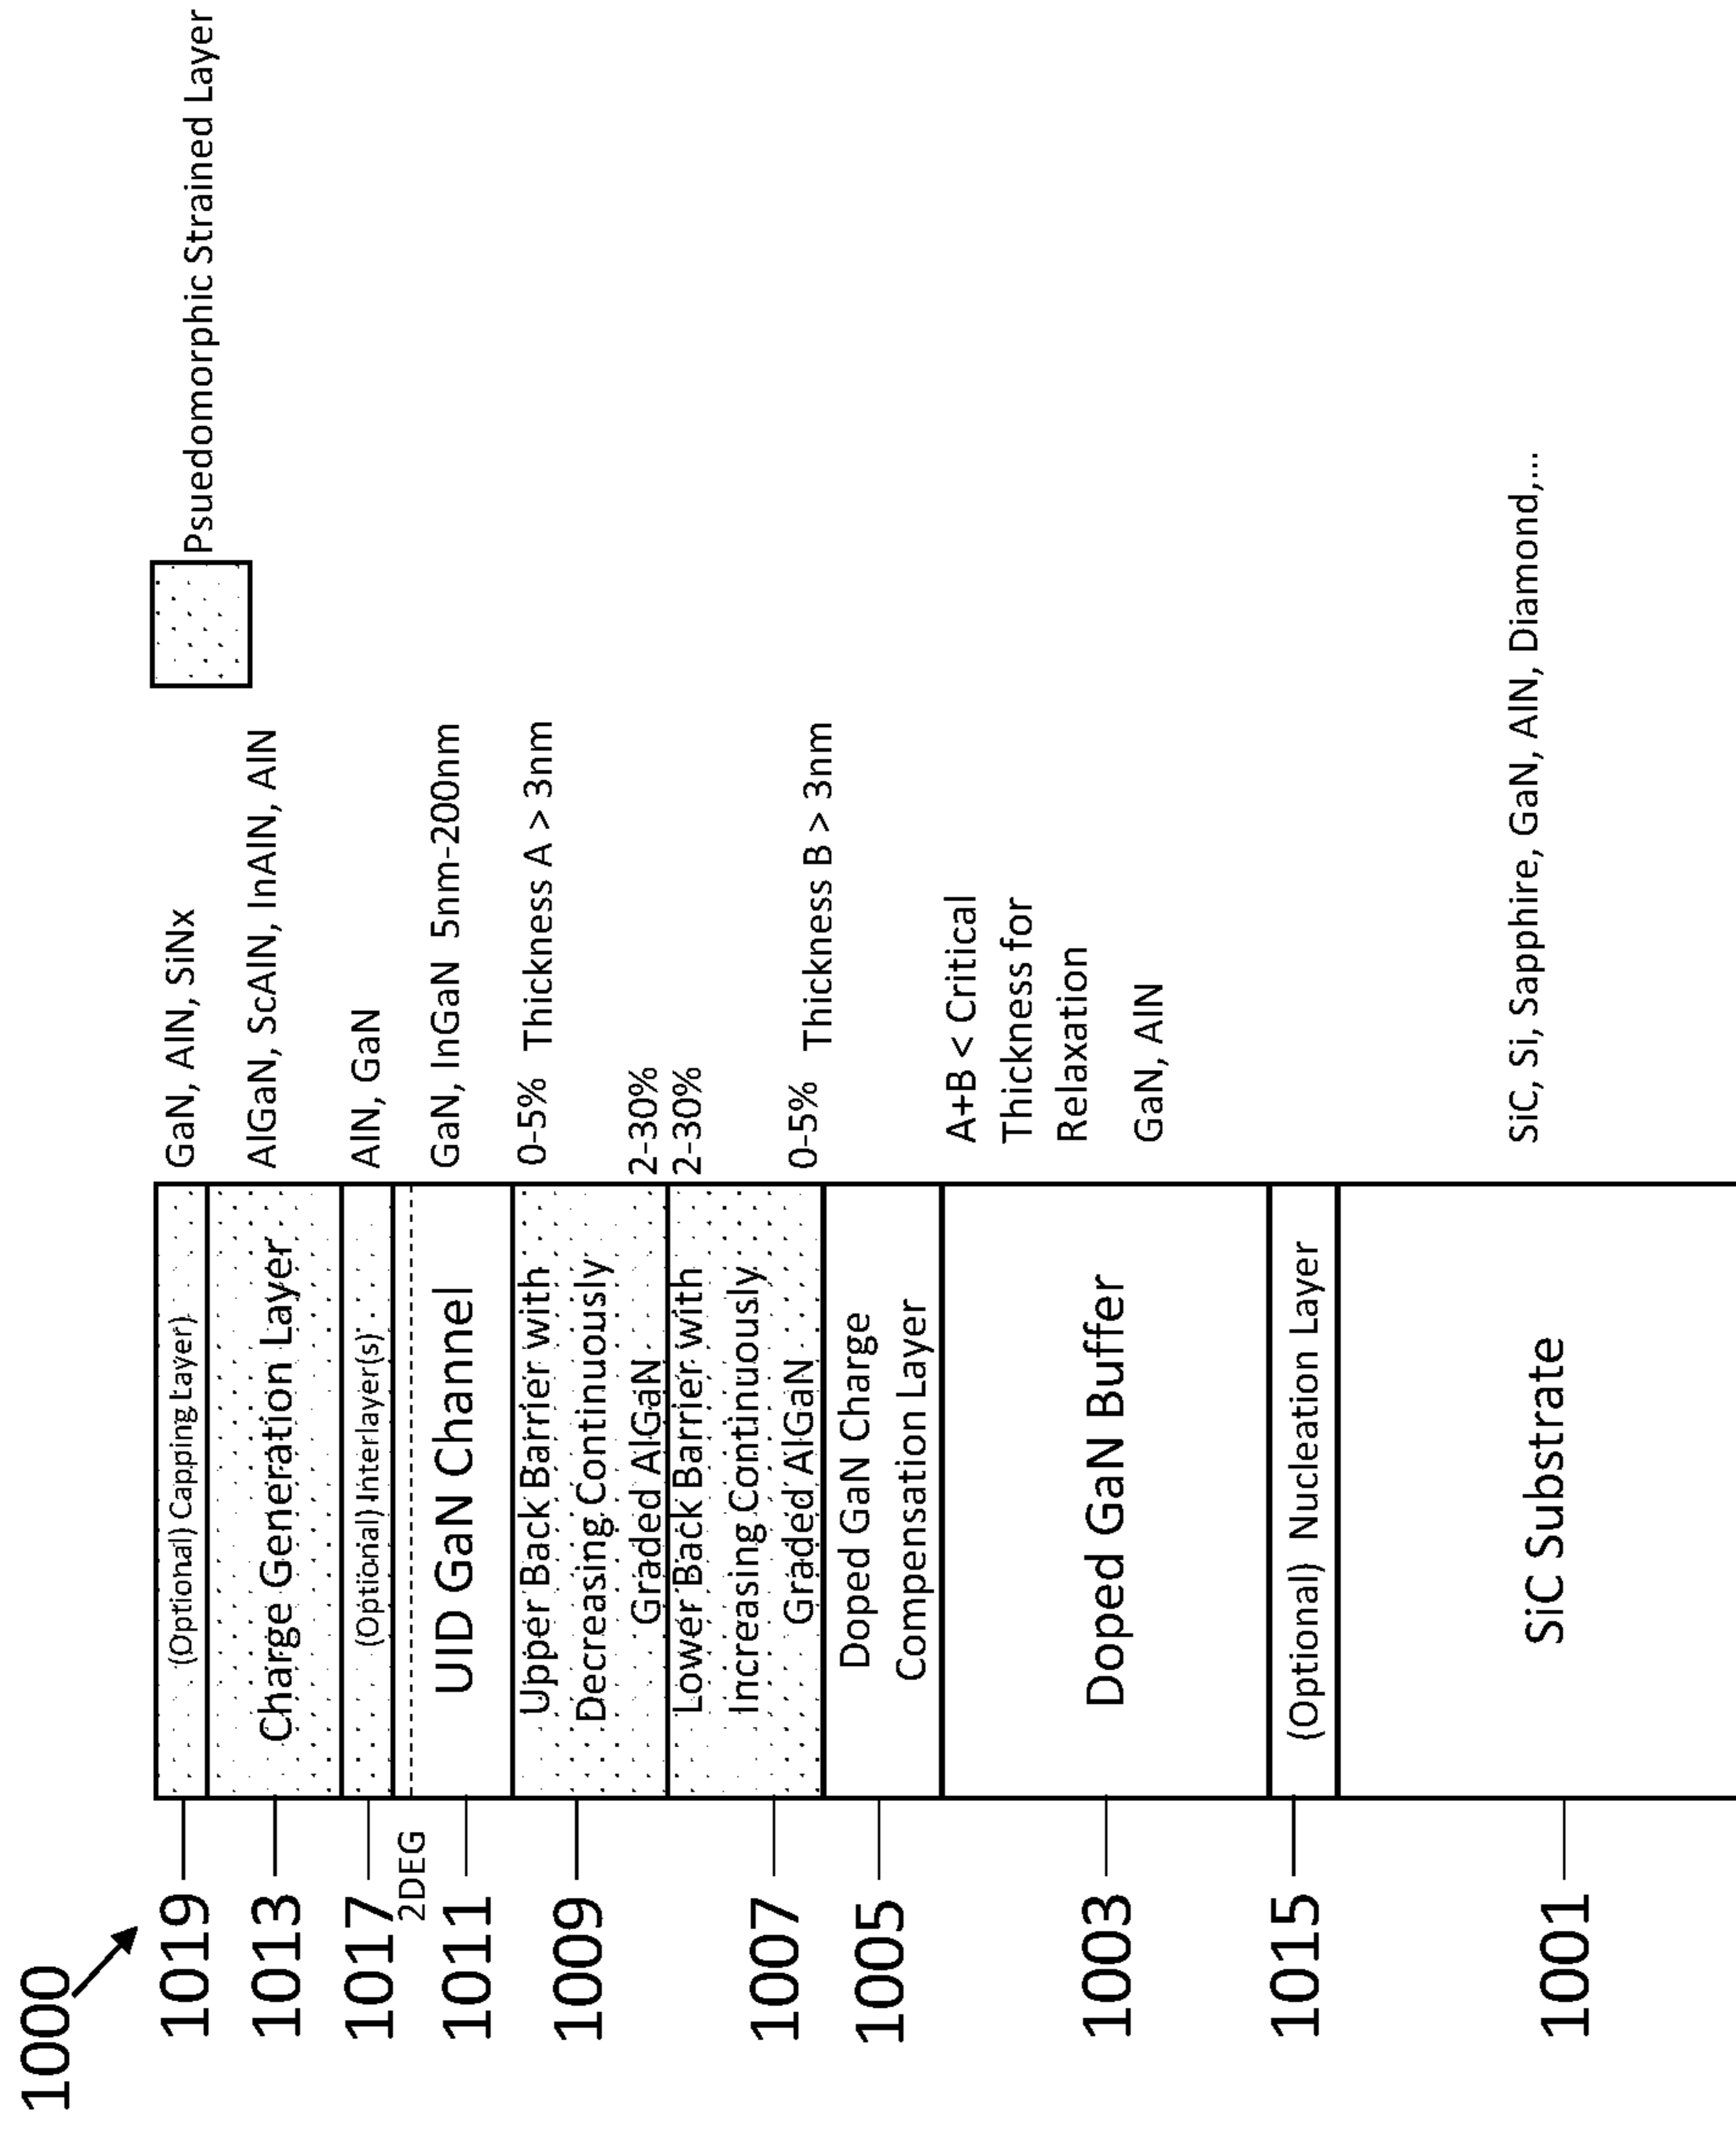 1000
Psuedomorphic Strained Layer
1019
(Optional) Capping Layer)
GaN, AlN, SiNx
1013
Charge Generation Layer
AlGaN, ScAlN, InAlN, AlN
1017
(Optional) Interlayer(s)
AlN, GaN
2DEG
1011
UID GaN Channel
GaN, InGaN 5nm-200nm
1009
Upper Back Barrier with
Decreasing Continuously
Graded AlGaN
0-5% Thickness A > 3nm
2-30%
1007
Lower Back Barrier with
Increasing Continuously
Graded AlGaN
2-30%
0-5% Thickness B > 3nm
1005
Doped GaN Charge
Compensation Layer
A+B < Critical
Thickness for
Relaxation
1003
Doped GaN Buffer
GaN, AlN
1015
(Optional) Nucleation Layer
1001
SiC Substrate
SiC, Si, Sapphire, GaN, AlN, Diamond,...